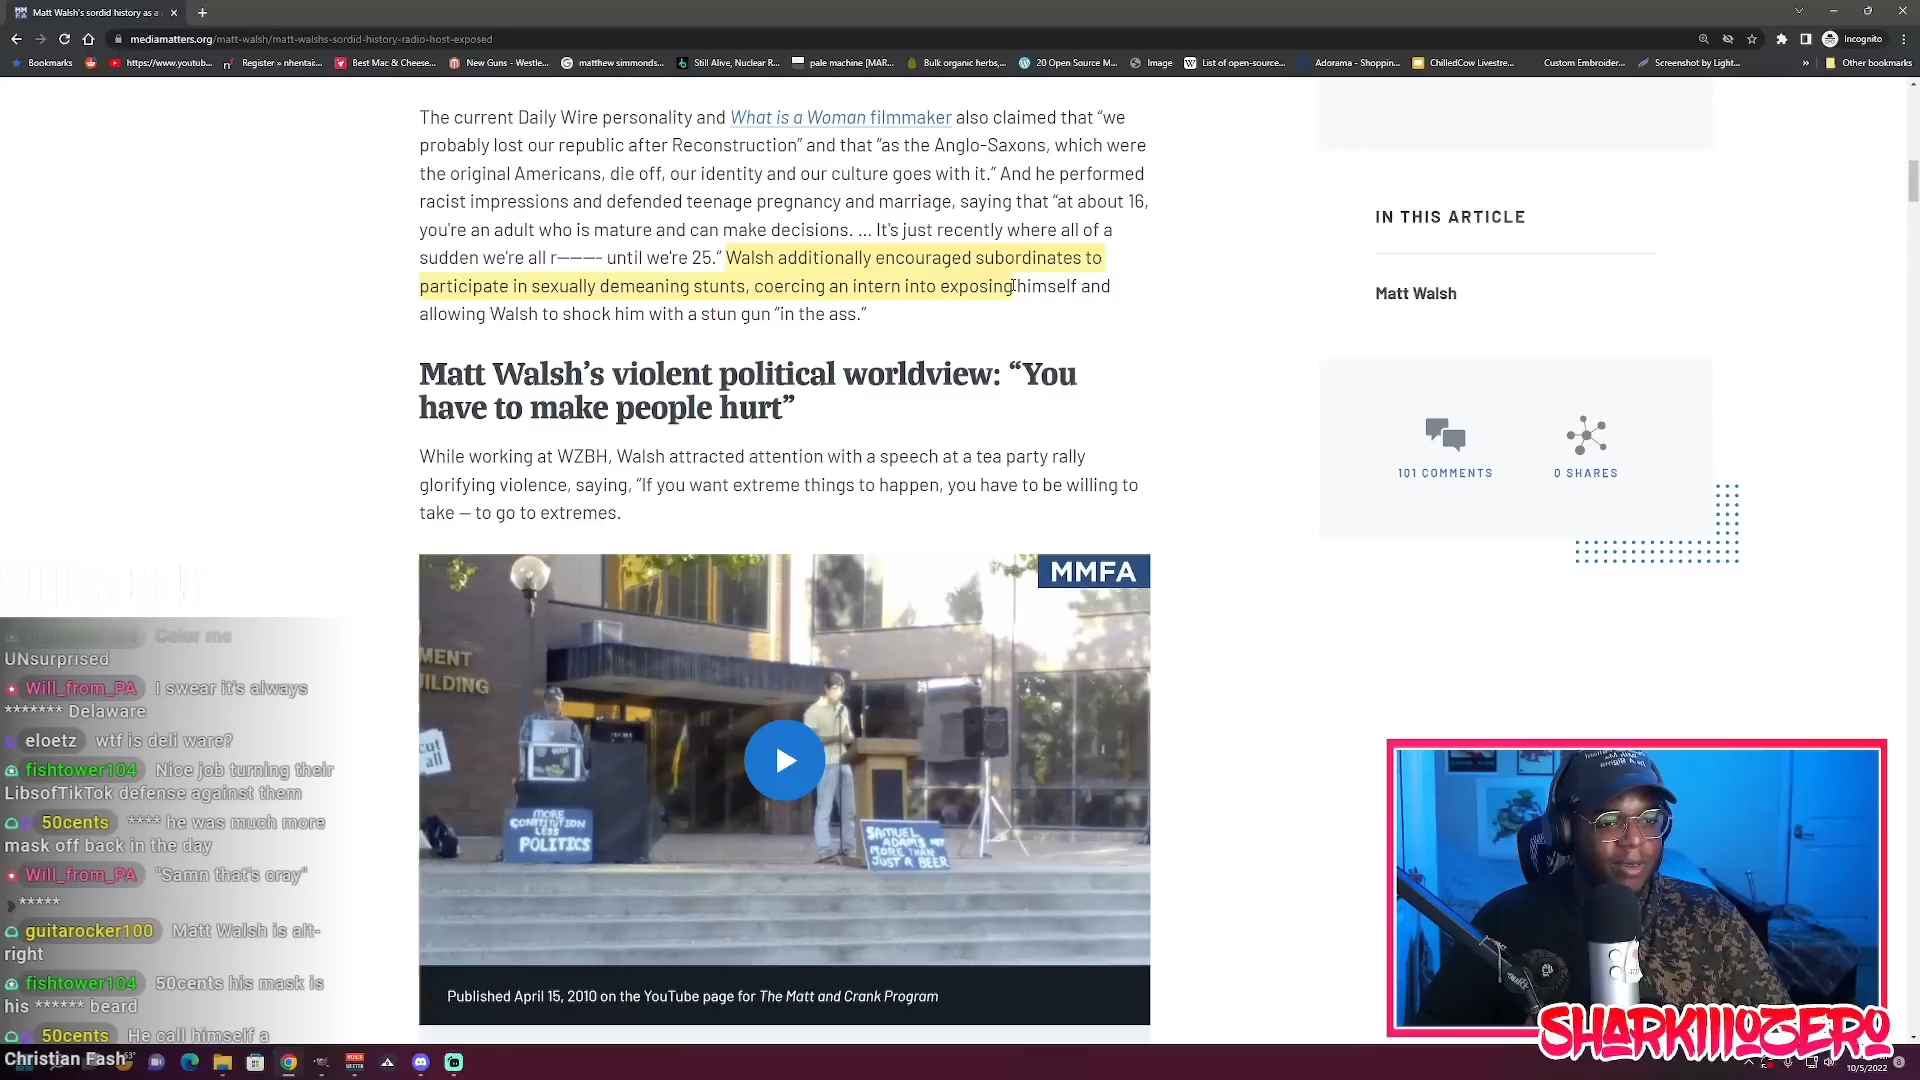 Matt Walsh's sordid history as a
mediamatters.org/matt-walsh/matt-walshs-sordid-history-radio-host-exposed
Incognito
Bookmarks
https://www.youtub...
Register » nhentai:...
Best Mac & Cheese...
New Guns - Westle...
matthew simmonds...
Still Alive, Nuclear R...
pale machine [MAR...
Bulk organic herbs,...
20 Open Source M...
Image
List of open-source...
Adorama - Shoppin...
ChilledCow Livestre...
Custom Embroider...
Screenshot by Light...
Other bookmarks
The current Daily Wire personality and What is a Woman filmmaker also claimed that “we
probably lost our republic after Reconstruction” and that “as the Anglo-Saxons, which were
the original Americans, die off, our identity and our culture goes with it.” And he performed
racist impressions and defended teenage pregnancy and marriage, saying that “at about 16,
you're an adult who is mature and can make decisions. ... It's just recently where all of a
sudden we're all r------- until we're 25.” Walsh additionally encouraged subordinates to
participate in sexually demeaning stunts, coercing an intern into exposing himself and
allowing Walsh to shock him with a stun gun “in the ass.”
Matt Walsh’s violent political worldview: “You
have to make people hurt”
While working at WZBH, Walsh attracted attention with a speech at a tea party rally
glorifying violence, saying, “If you want extreme things to happen, you have to be willing to
take — to go to extremes.
MMFA
MENT
UILDING
cut
all
MORE
CONSTITUTION
LESS
POLITICS
SAMUEL
ADAMS
MORE THAN
JUST A BEER
Published April 15, 2010 on the YouTube page for The Matt and Crank Program
IN THIS ARTICLE
Matt Walsh
101 COMMENTS
0 SHARES
Color me
UNsurprised
Will_from_PA I swear it's always
******* Delaware
eloetz wtf is deli ware?
fishtower104 Nice job turning their
LibsofTikTok defense against them
50cents **** he was much more
mask off back in the day
Will_from_PA "Samn that's cray"
*****
guitarocker100 Matt Walsh is alt-
right
fishtower104 50cents his mask is
his ****** beard
50cents He call himself a
Christian Fash
SHARK3OZERO
10/5/2022